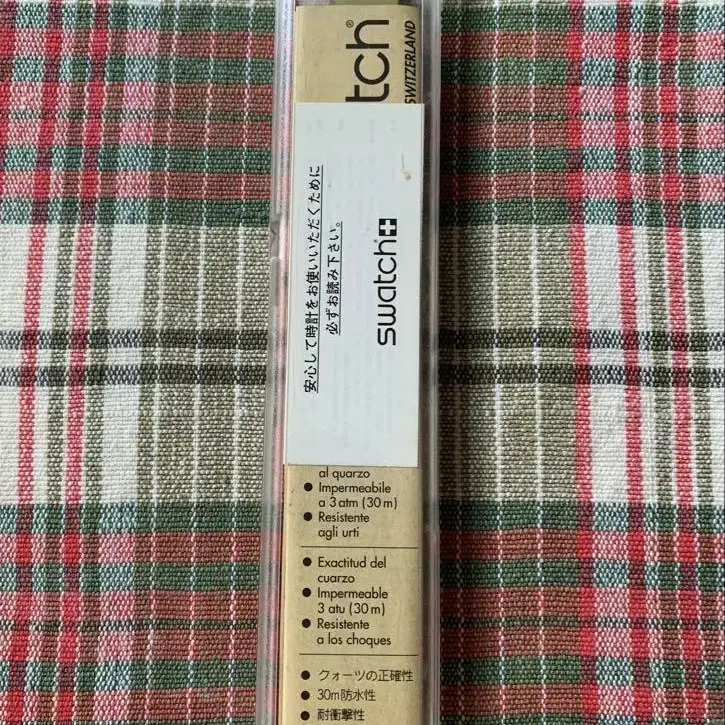 tch®
SWITZERLAND
安心して時計をお使いいただくために
必ずお読み下さい。
swatch
al quarzo
● Impermeabile
a 3 atm (30 m)
● Resistente
agli urti
● Exactitud del
cuarzo
● Impermeable
3 atu (30 m)
● Resistente
a los choques
● クォーツの正確性
● 30m防水性
● 耐衝撃性